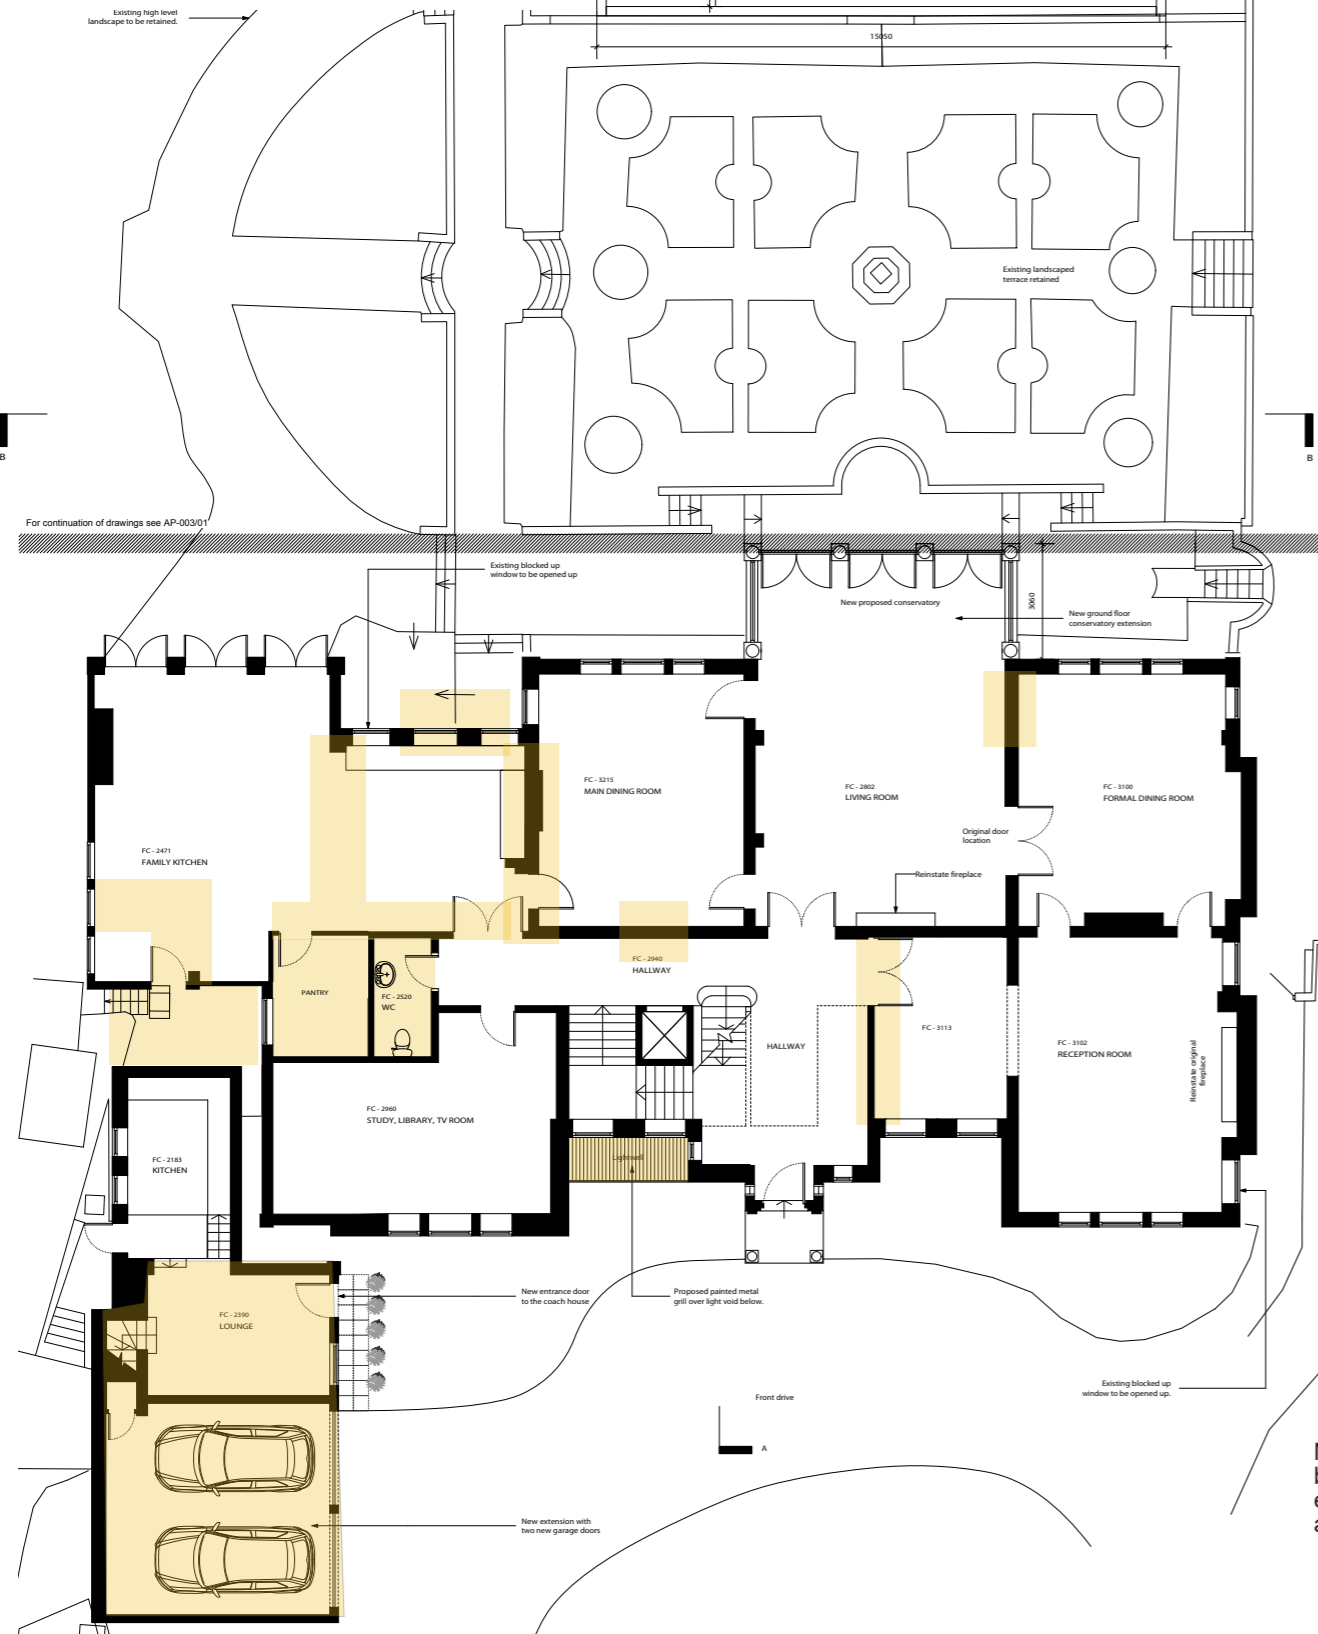 Existing high level
landscape to be retained.
15050
Existing landscaped
terrace retained
B
B
For continuation of drawings see AP-003/01
Existing blocked up
window to be opened up
New proposed conservatory
3060
New ground floor
conservatory extension
FC - 3215
MAIN DINING ROOM
FC - 2802
LIVING ROOM
FC - 3100
FORMAL DINING ROOM
Original door
location
FC - 2471
FAMILY KITCHEN
Reinstate fireplace
FC - 2940
HALLWAY
PANTRY
FC - 2520
WC
FC - 3113
HALLWAY
FC - 3102
RECEPTION ROOM
Reinstate original
fireplace
FC - 2960
STUDY, LIBRARY, TV ROOM
Lightwell
FC - 2183
KITCHEN
New entrance door
to the coach house
Proposed painted metal
grill over light void below.
FC - 2390
LOUNGE
Existing blocked up
window to be opened up.
Front drive
A
New extension with
two new garage doors